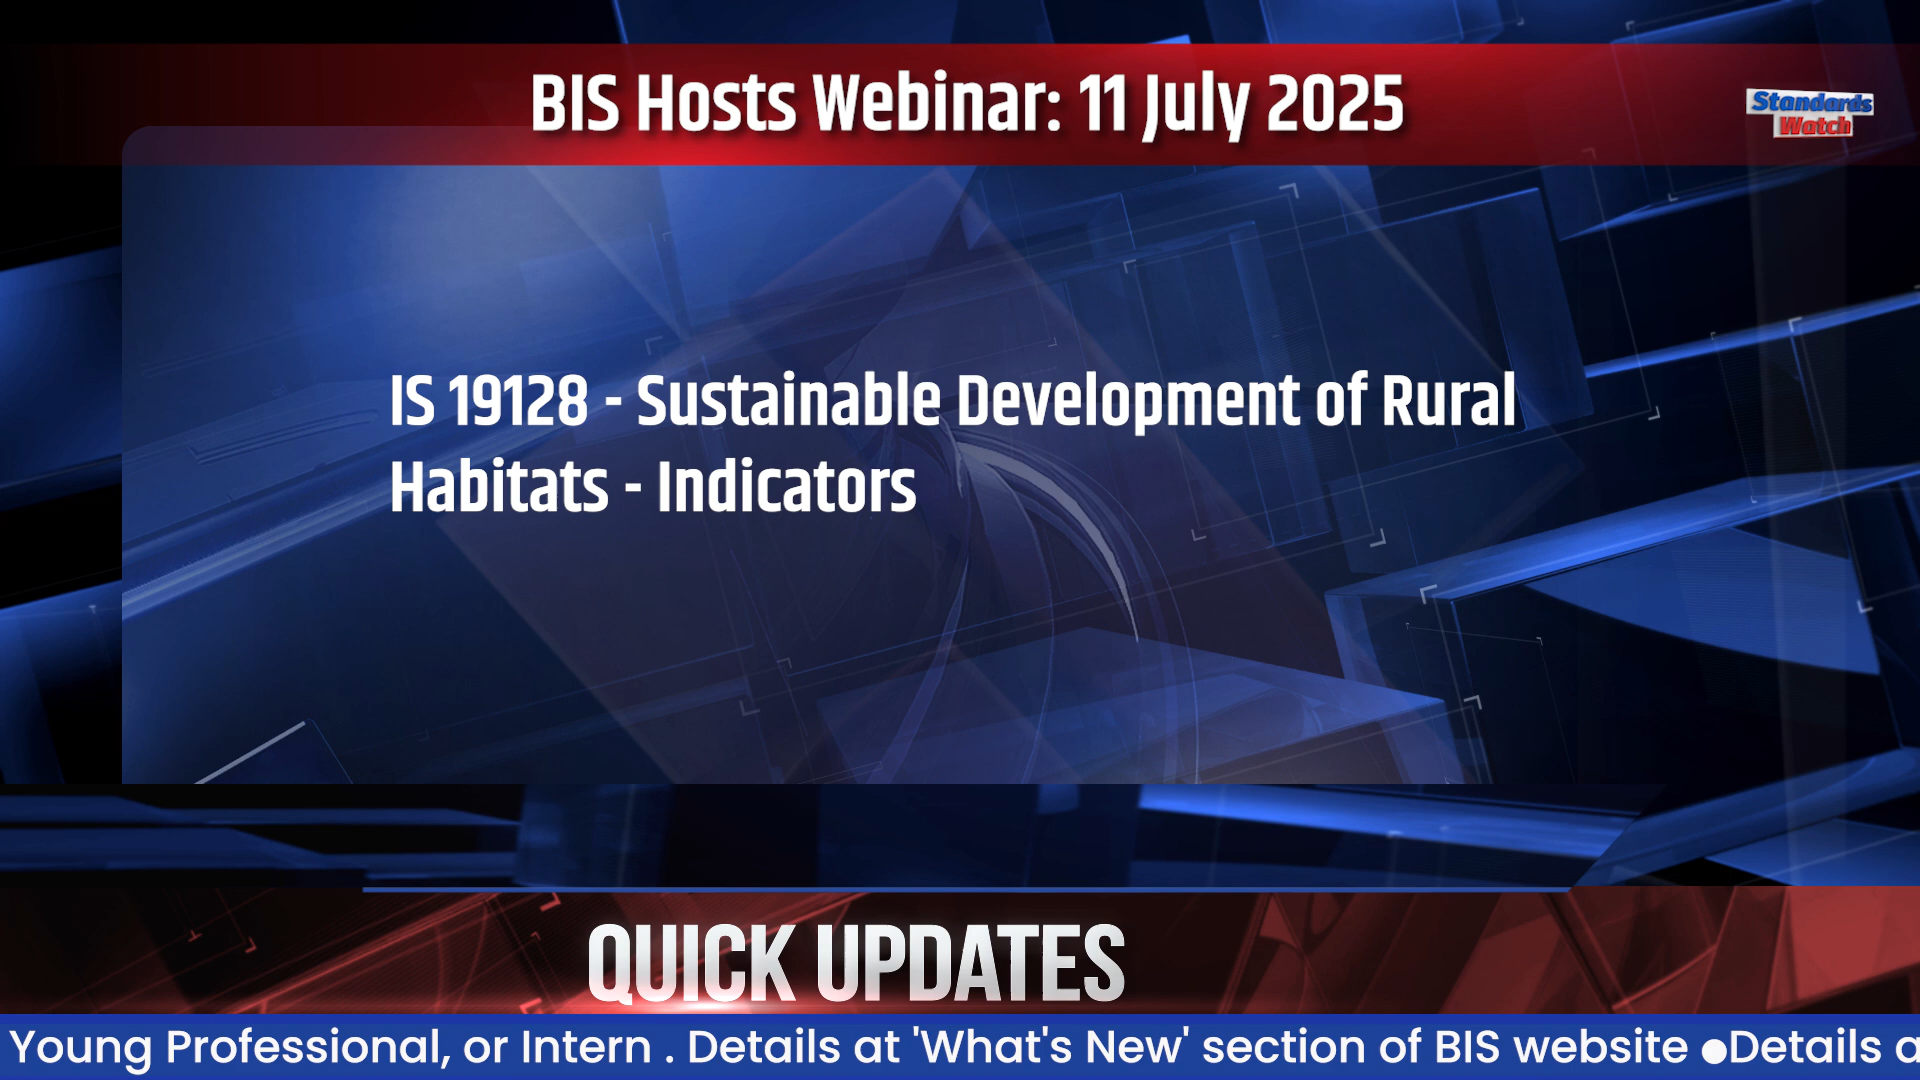 BIS Hosts Webinar: 11 July 2025
Standards
Watch
IS 19128 - Sustainable Development of Rural
Habitats - Indicators
QUICK UPDATES
Young Professional, or Intern . Details at 'What's New' section of BIS website ●Details a